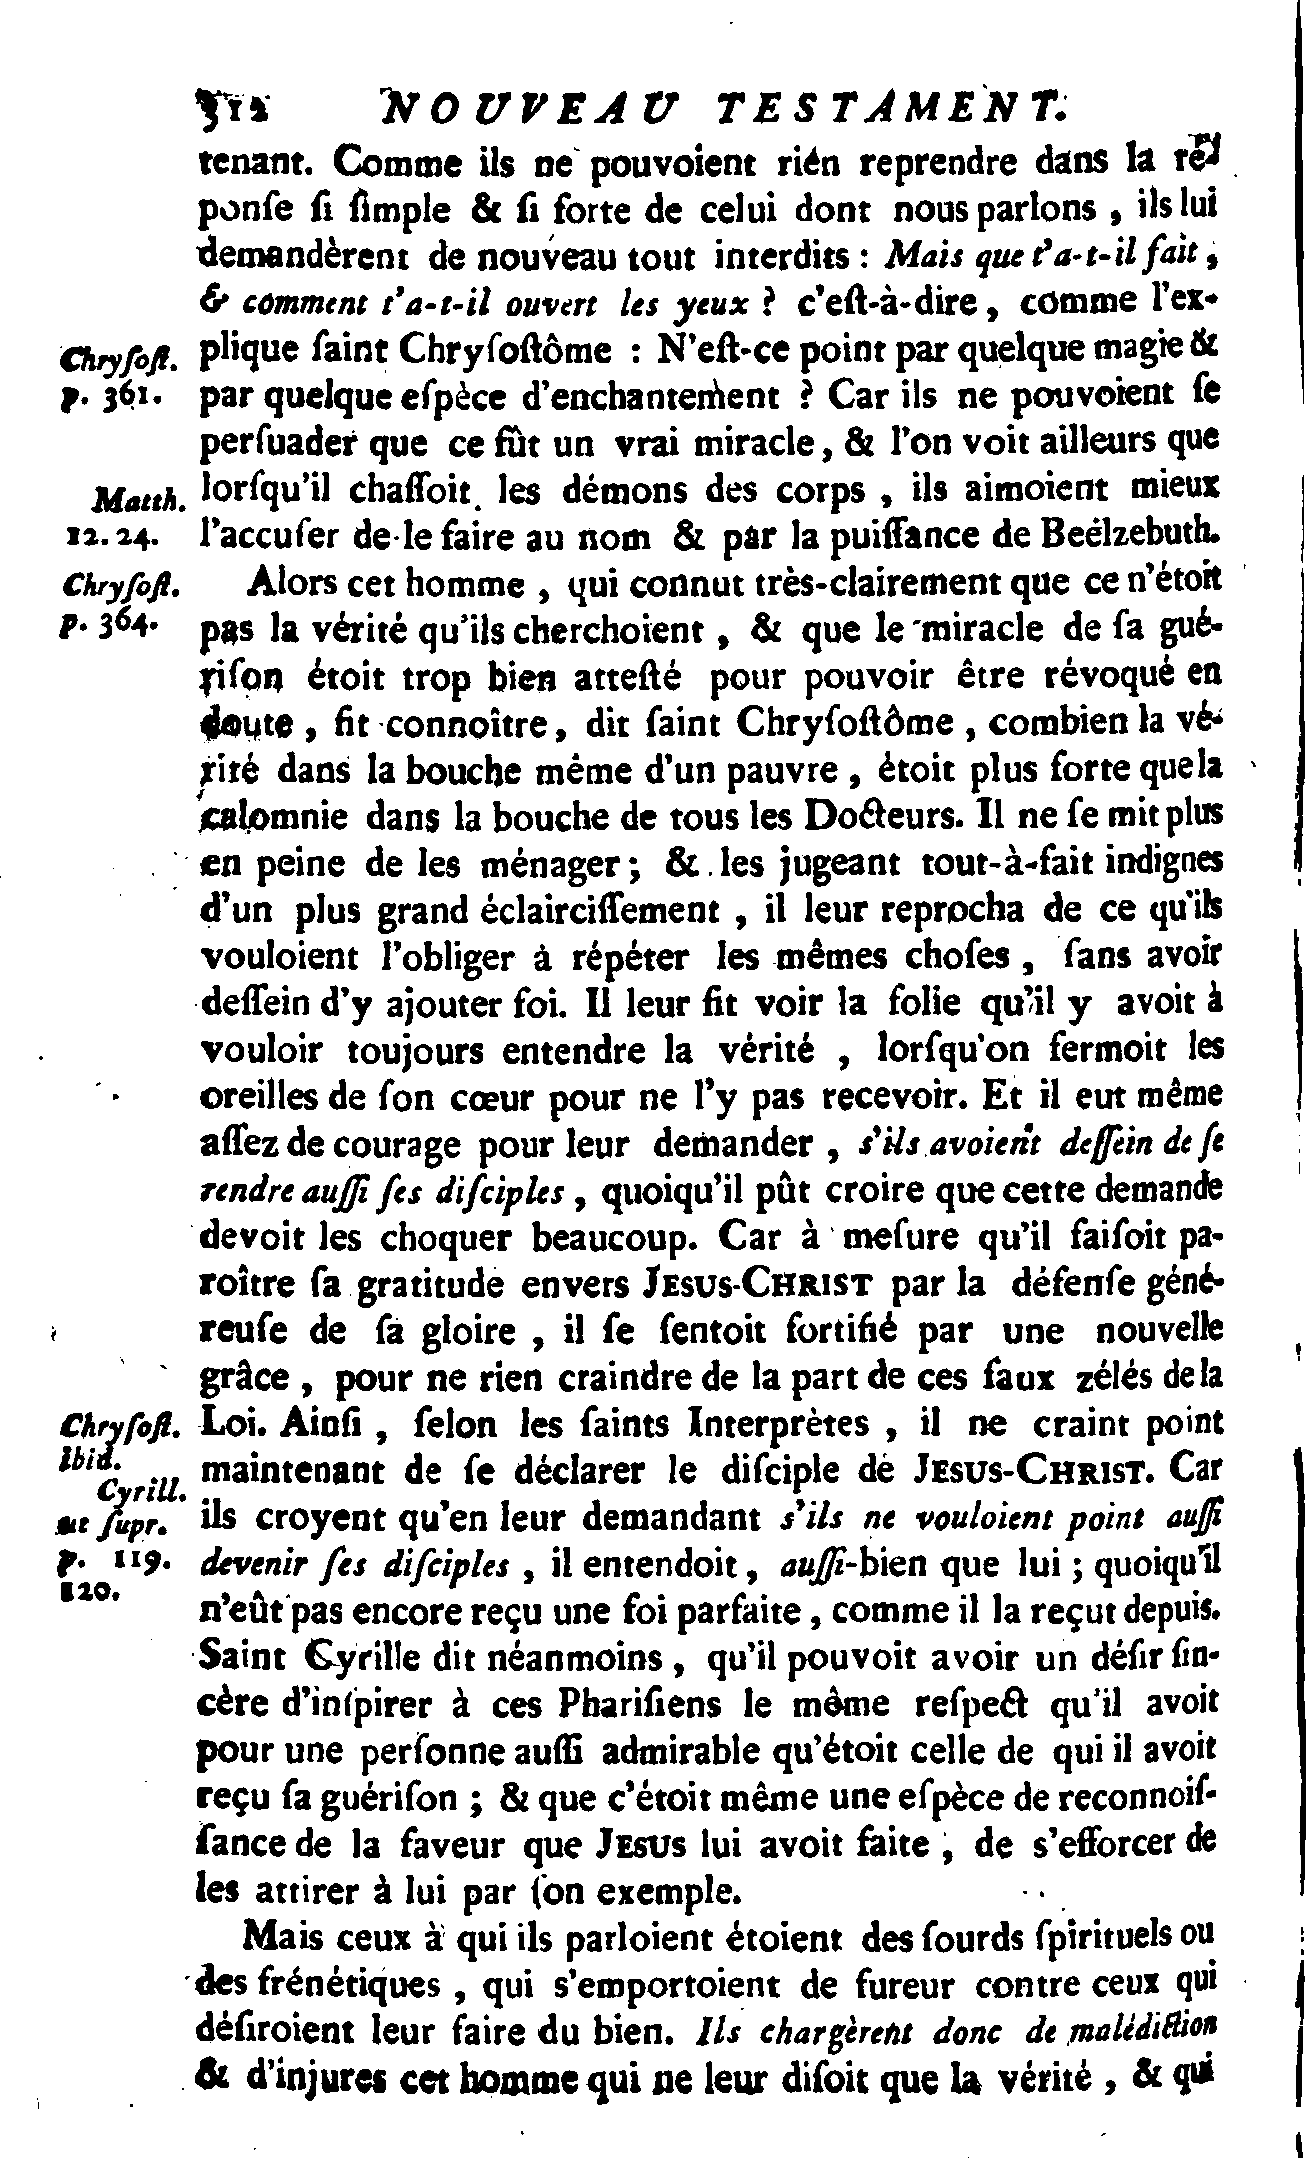 312 NOUVEAU TESTAMENT.
tenant. Comme ils ne pouvoient rién reprendre dans la ré-
ponſe ſi ſimple & ſi forte de celui dont nous parlons , ils lui
demandèrent de nouveau tout interdits : Mais que t'a-t-il fait ,
& comment t'a-t-il ouvert les yeux ? c'eſt-à-dire , comme l'ex-
Chryſoſt.
p. 361.
plique ſaint Chryſoſtôme : N'eſt-ce point par quelque magie &
par quelque eſpèce d'enchantement ? Car ils ne pouvoient ſe
perſuader que ce fût un vrai miracle , & l'on voit ailleurs que
Matth.
12. 24.
lorſqu'il chaſſoit les démons des corps , ils aimoient mieux
l'accuſer de le faire au nom & par la puiſſance de Beélzebuth.
Chryſoſt.
p. 364.
Alors cet homme , qui connut très-clairement que ce n'étoit
pas la vérité qu'ils cherchoient , & que le miracle de ſa gué-
riſon étoit trop bien atteſté pour pouvoir être révoqué en
doute , fit connoître , dit ſaint Chryſoſtôme , combien la vé-
rité dans la bouche même d'un pauvre , étoit plus forte que la
calomnie dans la bouche de tous les Docteurs. Il ne ſe mit plus
en peine de les ménager ; & les jugeant tout-à-fait indignes
d'un plus grand éclairciſſement , il leur reprocha de ce qu'ils
vouloient l'obliger à répéter les mêmes choſes , ſans avoir
deſſein d'y ajouter foi. Il leur fit voir la folie qu'il y avoit à
vouloir toujours entendre la vérité , lorſqu'on fermoit les
oreilles de ſon cœur pour ne l'y pas recevoir. Et il eut même
aſſez de courage pour leur demander , s'ils avoient deſſein de ſe
rendre auſſi ſes diſciples , quoiqu'il pût croire que cette demande
devoit les choquer beaucoup. Car à meſure qu'il faiſoit pa-
roître ſa gratitude envers JESUS-CHRIST par la défenſe géné-
reuſe de ſa gloire , il ſe ſentoit fortifié par une nouvelle
grâce , pour ne rien craindre de la part de ces faux zélés de la
Chryſoſt.
Ibid.
Cyrill.
ut ſupr.
p. 119.
120.
Loi. Ainſi , ſelon les ſaints Interprètes , il ne craint point
maintenant de ſe déclarer le diſciple de JESUS-CHRIST. Car
ils croyent qu'en leur demandant s'ils ne vouloient point auſſi
devenir ſes diſciples , il entendoit , auſſi-bien que lui ; quoiqu'il
n'eût pas encore reçu une foi parfaite , comme il la reçut depuis.
Saint Cyrille dit néanmoins , qu'il pouvoit avoir un déſir ſin-
cère d'inſpirer à ces Phariſiens le même reſpect qu'il avoit
pour une perſonne auſſi admirable qu'étoit celle de qui il avoit
reçu ſa guériſon ; & que c'étoit même une eſpèce de reconnoiſ-
ſance de la faveur que JESUS lui avoit faite , de s'efforcer de
les attirer à lui par ſon exemple.
Mais ceux à qui ils parloient étoient des ſourds ſpirituels ou
des frénétiques , qui s'emportoient de fureur contre ceux qui
déſiroient leur faire du bien. Ils chargèrent donc de malédiction
& d'injures cet homme qui ne leur diſoit que la vérité , & qui